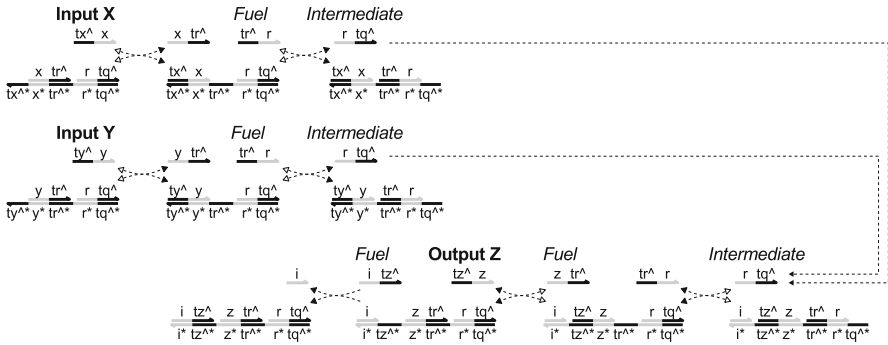 Input X Fuel Intermediate
tx^ x x tr^ tr^ r r tq^
x tr^ r tq^ tx^ x r tq^ tx^ x tr^ r
tx^* x* tr^* r* tq^* tx^* x* tr^* r* tq^* tx^* x* tr^* r* tq^*
Input Y Fuel Intermediate
ty^ y y tr^ tr^ r r tq^
y tr^ r tq^ ty^ y r tq^ ty^ y tr^ r
ty^* y* tr^* r* tq^* ty^* y* tr^* r* tq^* ty^* y* tr^* r* tq^*
Fuel Output Z Fuel Intermediate
i i tz^ tz^ z z tr^ tr^ r r tq^
i tz^ z tr^ r tq^ i z tr^ r tq^ i tz^ z r tq^ i tz^ z tr^ r
i* tz^* z* tr^* r* tq^* i* tz^* z* tr^* r* tq^* i* tz^* z* tr^* r* tq^* i* tz^* z* tr^* r* tq^*